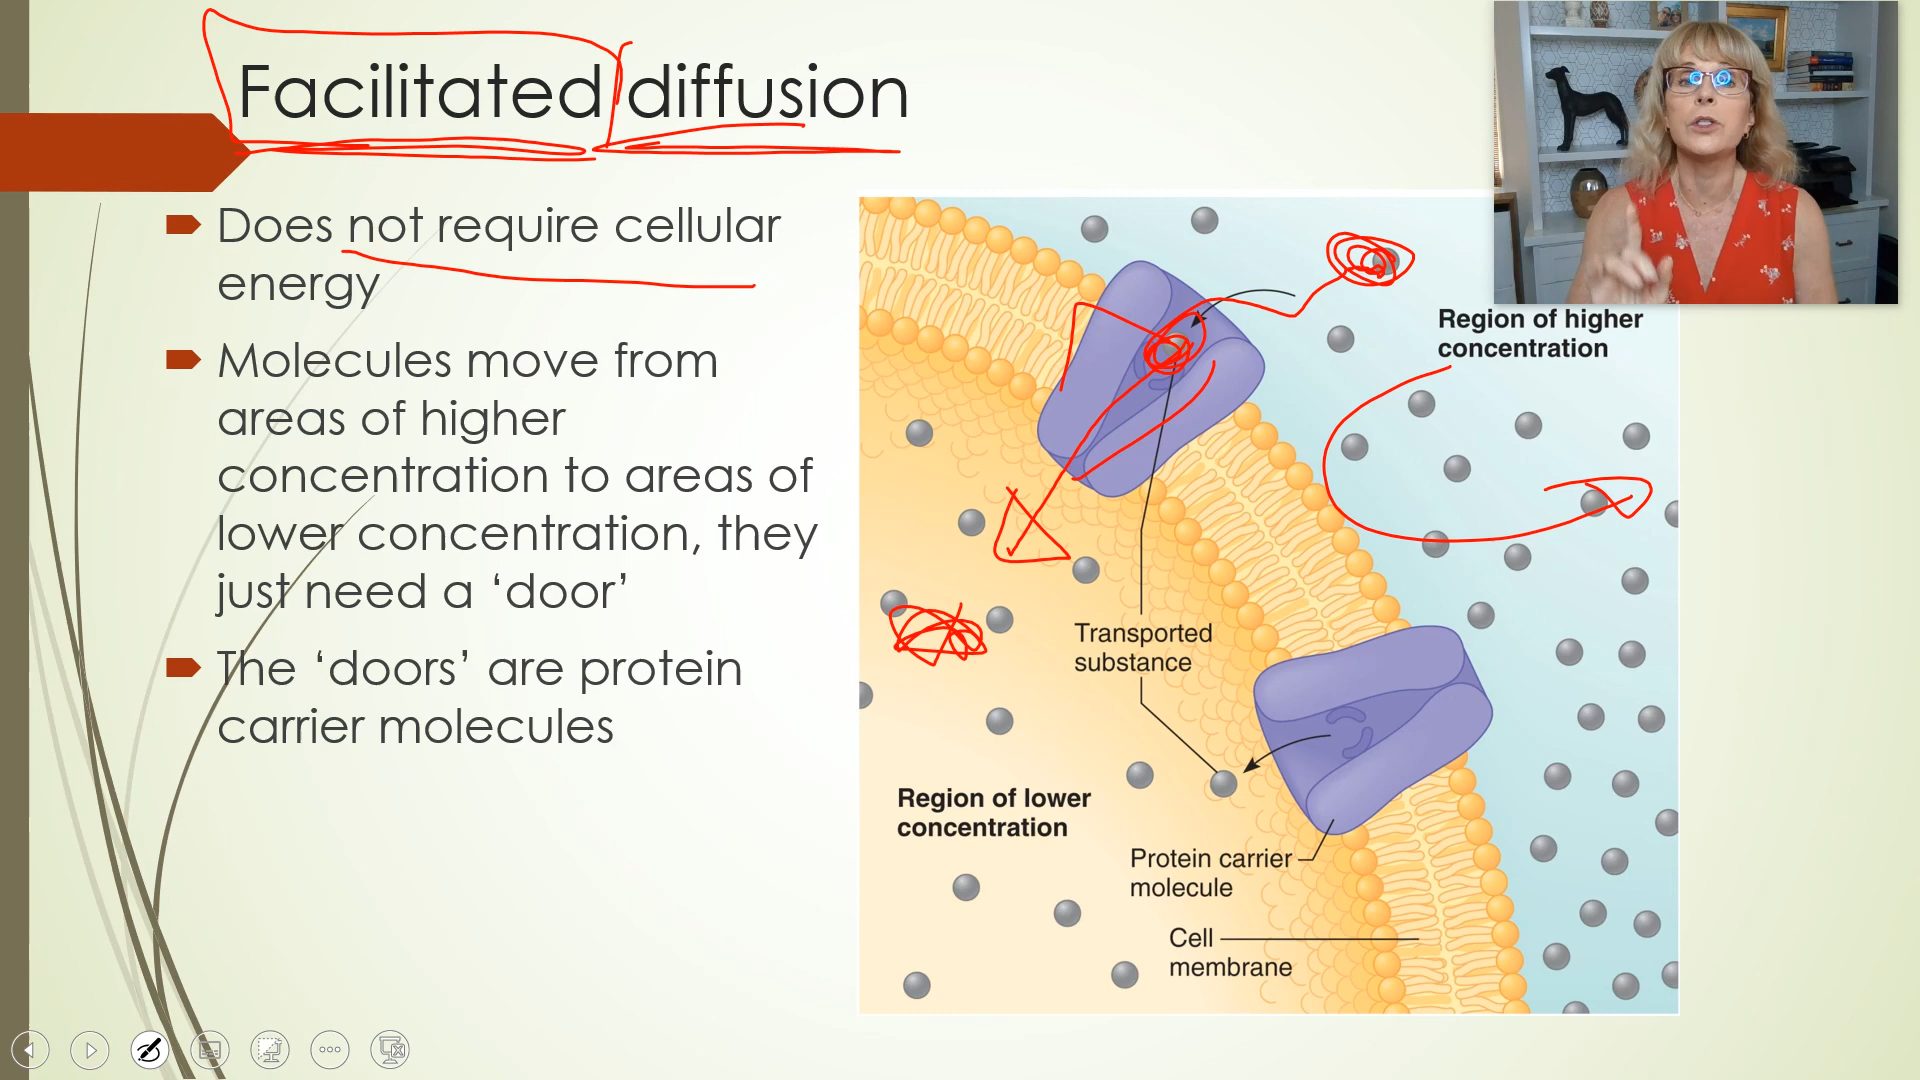 Facilitated diffusion
Does not require cellular
energy
Molecules move from
areas of higher
concentration to areas of
lower concentration, they
just need a ‘door’
The ‘doors’ are protein
carrier molecules
Region of higher
concentration
Transported
substance
Region of lower
concentration
Protein carrier
molecule
Cell
membrane